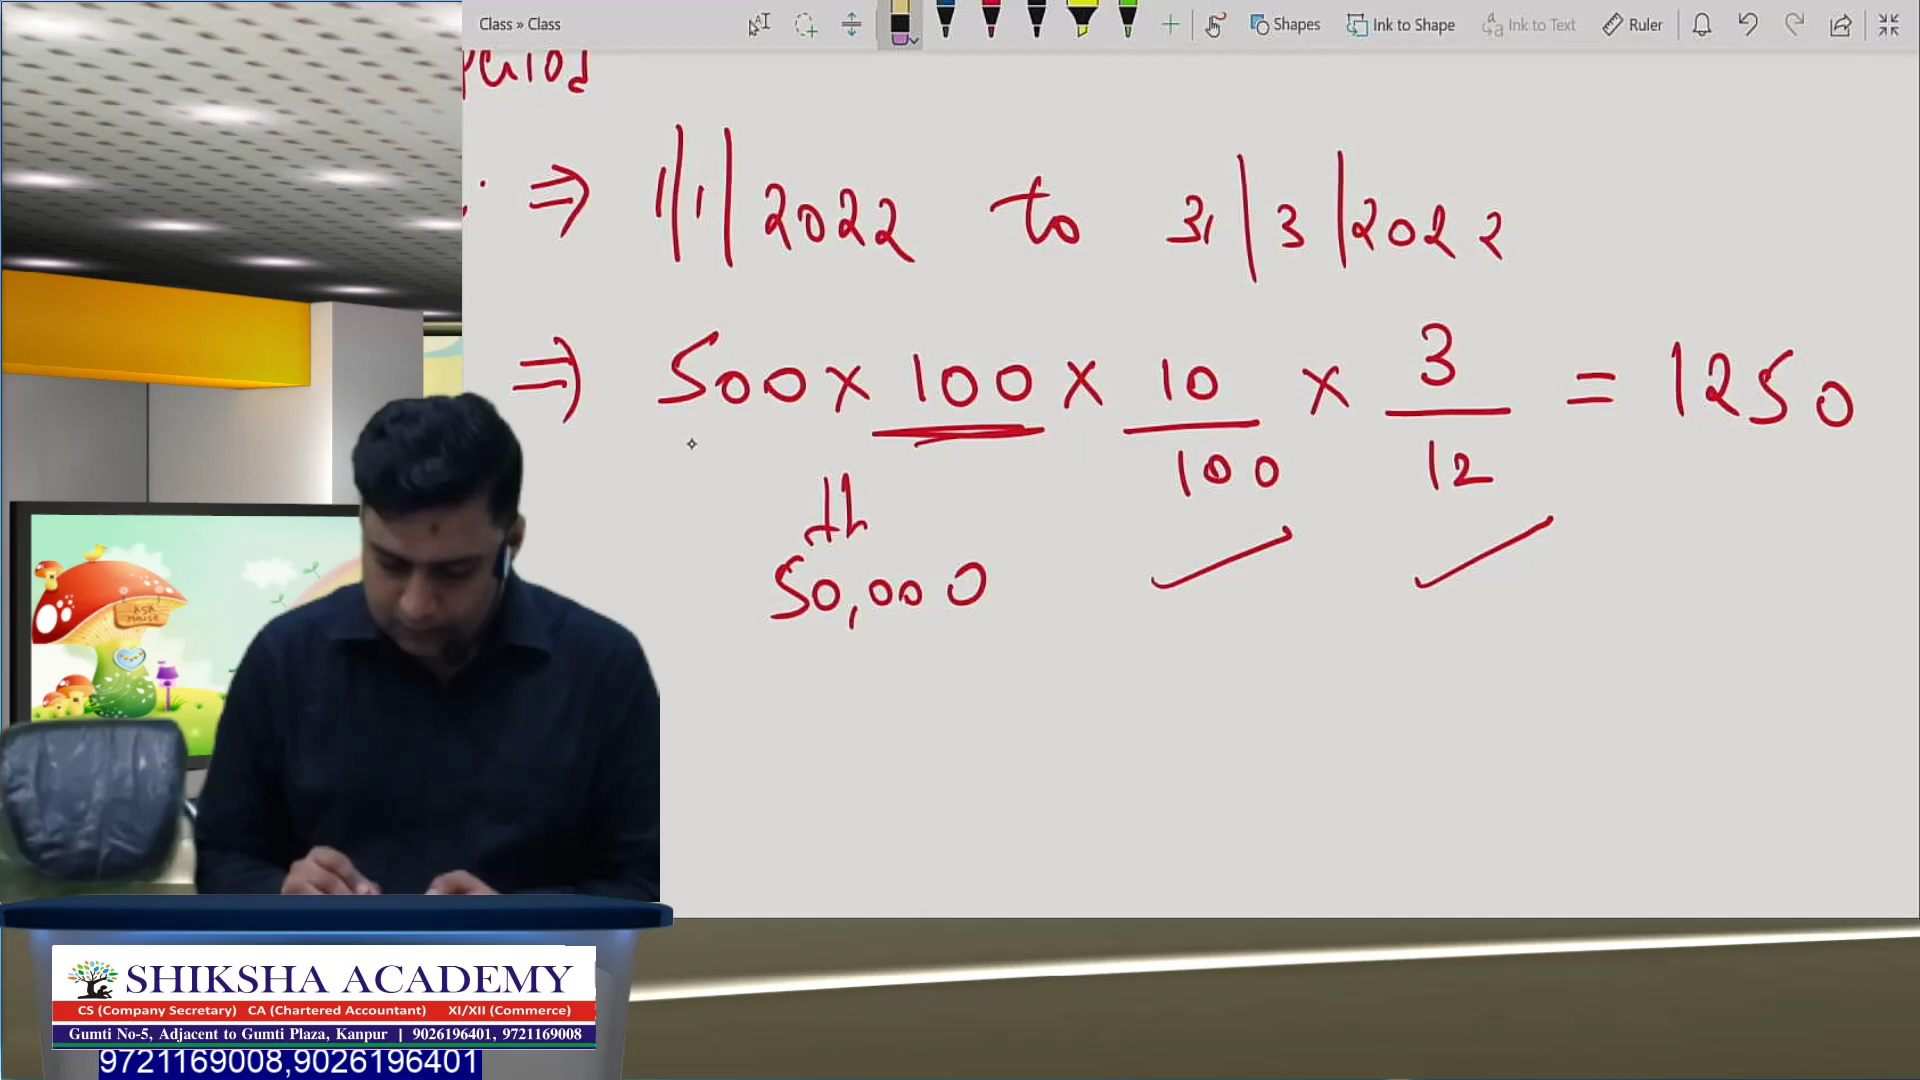 Class » Class
Shapes
Ink to Shape
Ink to Text
Ruler
Period
⇒ 1/1/2022 to 31/3/2022
⇒ 500 × 100 × 10/100 × 3/12 = 1250
50,000
ASA
House
SHIKSHA ACADEMY
CS (Company Secretary) CA (Chartered Accountant) XI/XII (Commerce)
Gumti No-5, Adjacent to Gumti Plaza, Kanpur | 9026196401, 9721169008
9721169008,9026196401